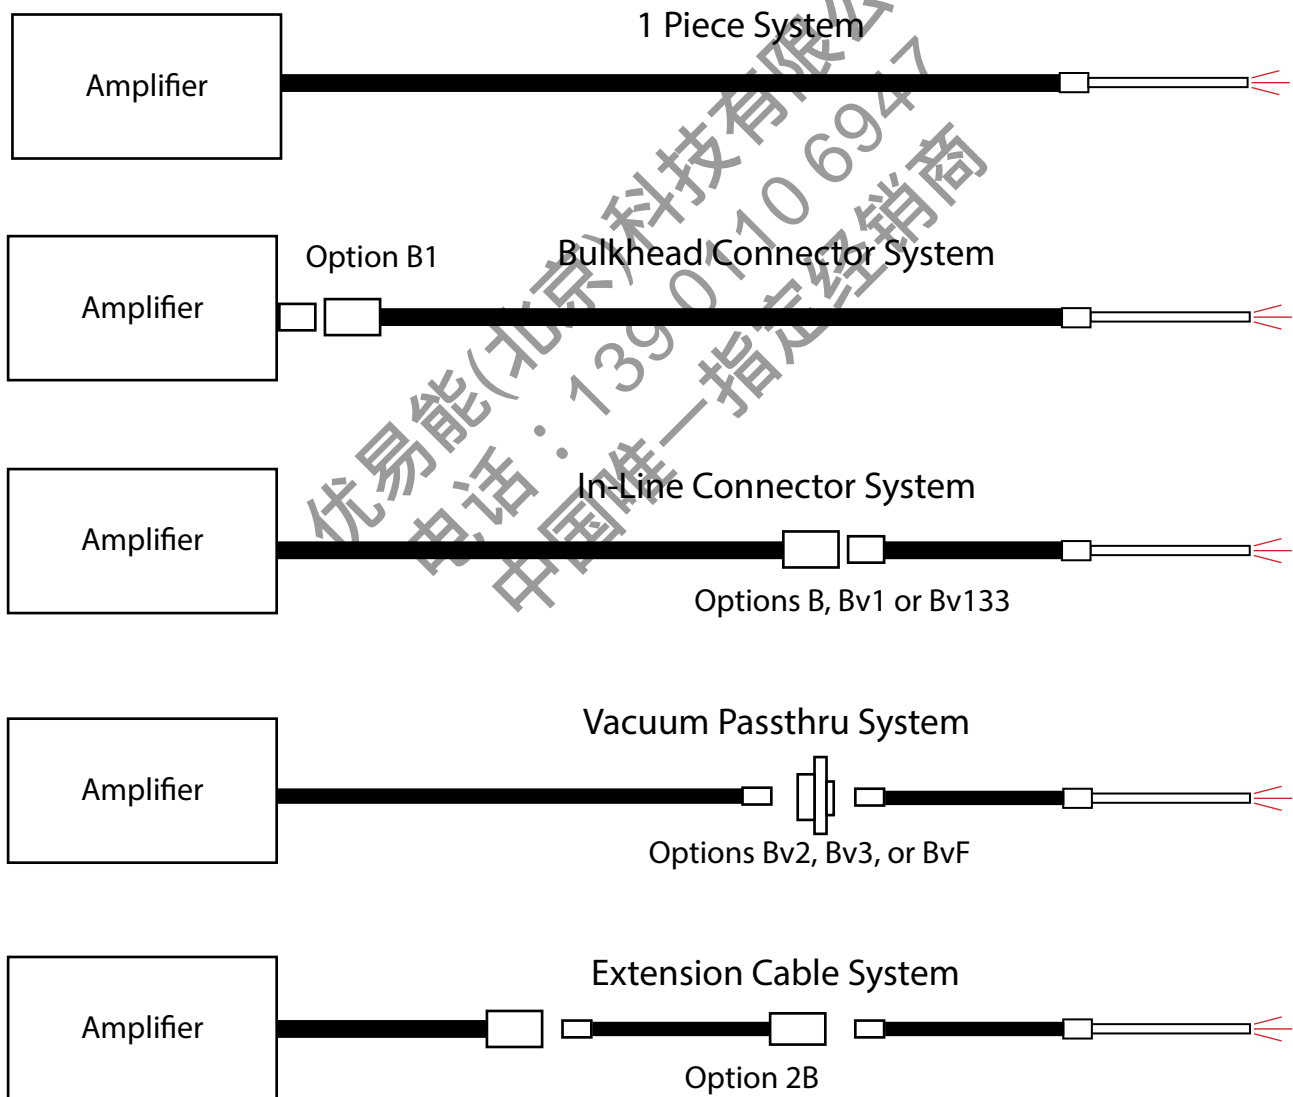 1 Piece System
Amplifier
Option B1
Bulkhead Connector System
Amplifier
In-Line Connector System
Amplifier
Options B, Bv1 or Bv133
Vacuum Passthru System
Amplifier
Options Bv2, Bv3, or BvF
Extension Cable System
Amplifier
Option 2B
优易能(北京)科技有限公
电话：139 0110 6947
中国唯一指定经销商